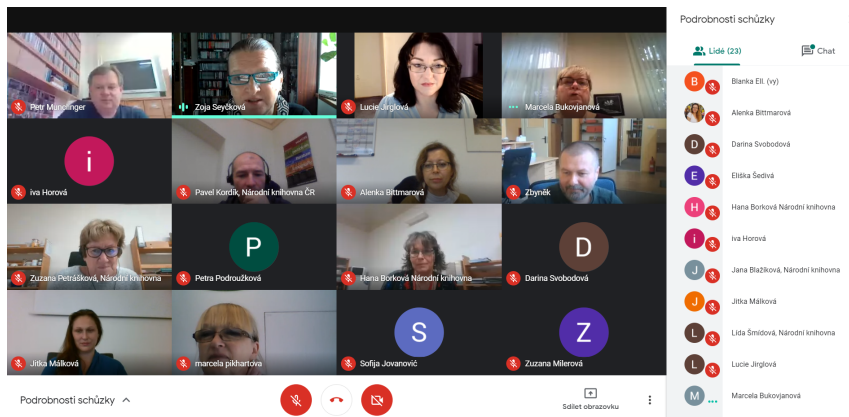 Petr Munclinger
Zoja Seyčková
Lucie Jirglová
Marcela Bukovjanová
i
iva Horová
Pavel Kordík, Národní knihovna ČR
Alenka Bittmarová
Zbyněk
Zuzana Petrášková, Národní knihovna
P
Petra Podroužková
Hana Borková Národní knihovna
D
Darina Svobodová
Jitka Málková
marcela pikhartova
S
Sofija Jovanović
Z
Zuzana Milerová
Podrobnosti schůzky
Sdílet obrazovku
Podrobnosti schůzky
Lidé (23)
Chat
B
Blanka Ell. (vy)
Alenka Bittmarová
D
Darina Svobodová
E
Eliška Šedivá
H
Hana Borková Národní knihovna
i
iva Horová
J
Jana Blažíková, Národní knihovna
J
Jitka Málková
L
Lida Šmídová, Národní knihovna
L
Lucie Jirglová
M
Marcela Bukovjanová